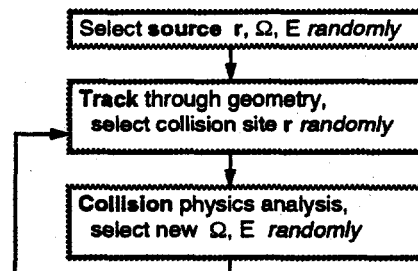 Select source r, Ω, E randomly
Track through geometry,
select collision site r randomly
Collision physics analysis,
select new Ω, E randomly